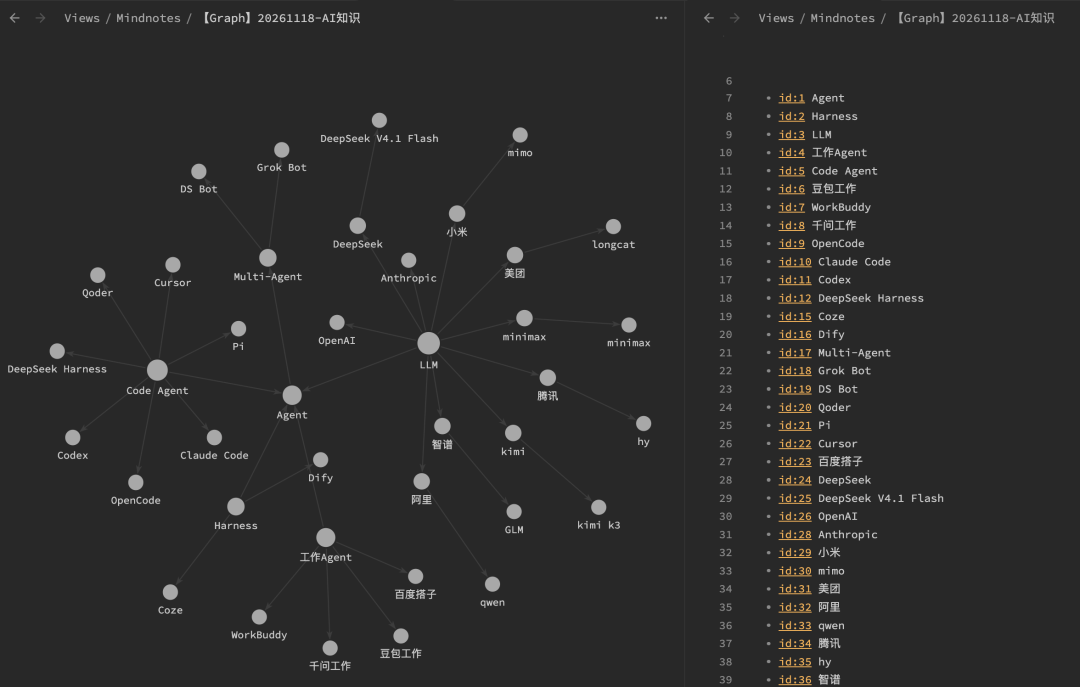 Views / Mindnotes / 【Graph】20261118-AI知识
DeepSeek V4.1 Flash
mimo
Grok Bot
DS Bot
小米
longcat
DeepSeek
美团
Anthropic
Multi-Agent
Cursor
Qoder
OpenAI
minimax
minimax
Pi
DeepSeek Harness
LLM
Code Agent
腾讯
Agent
hy
智谱
kimi
Codex
Claude Code
Dify
阿里
OpenCode
Harness
GLM
kimi k3
工作Agent
百度搭子
qwen
Coze
WorkBuddy
豆包工作
千问工作
Views / Mindnotes / 【Graph】20261118-AI知识
6
7 • id:1 Agent
8 • id:2 Harness
9 • id:3 LLM
10 • id:4 工作Agent
11 • id:5 Code Agent
12 • id:6 豆包工作
13 • id:7 WorkBuddy
14 • id:8 千问工作
15 • id:9 OpenCode
16 • id:10 Claude Code
17 • id:11 Codex
18 • id:12 DeepSeek Harness
19 • id:15 Coze
20 • id:16 Dify
21 • id:17 Multi-Agent
22 • id:18 Grok Bot
23 • id:19 DS Bot
24 • id:20 Qoder
25 • id:21 Pi
26 • id:22 Cursor
27 • id:23 百度搭子
28 • id:24 DeepSeek
29 • id:25 DeepSeek V4.1 Flash
30 • id:26 OpenAI
31 • id:28 Anthropic
32 • id:29 小米
33 • id:30 mimo
34 • id:31 美团
35 • id:32 阿里
36 • id:33 qwen
37 • id:34 腾讯
38 • id:35 hy
39 • id:36 智谱